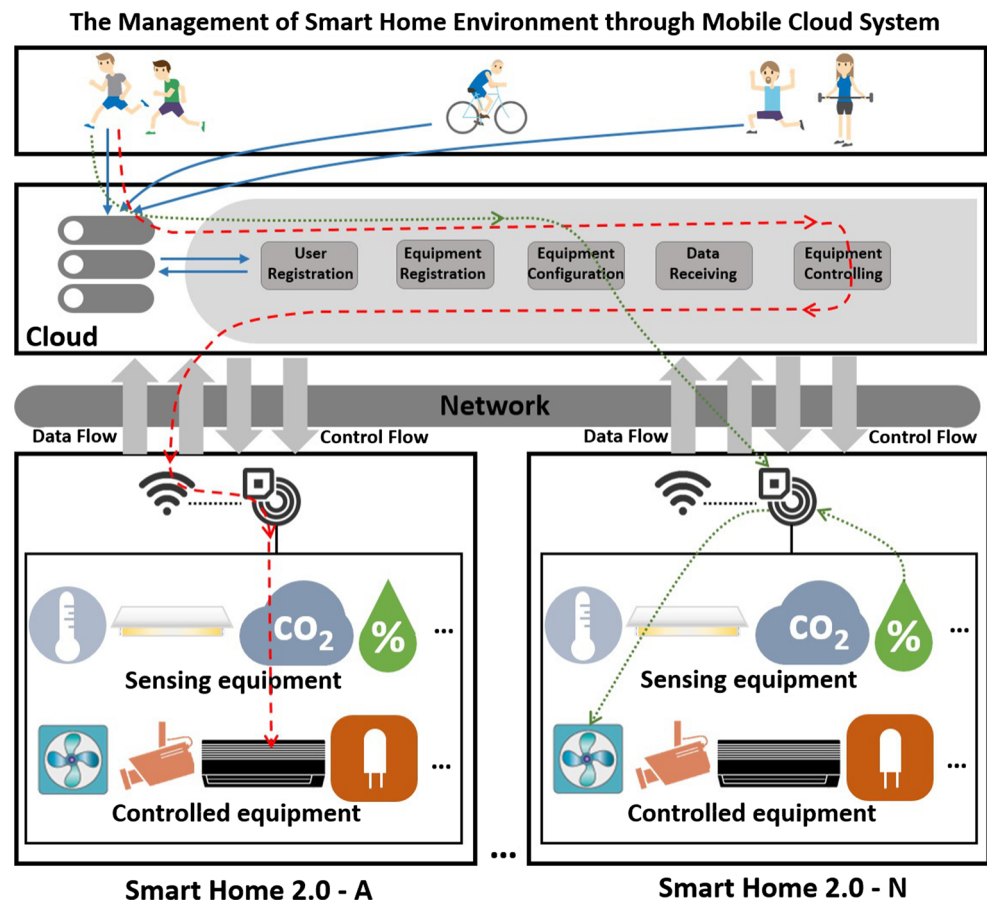 The Management of Smart Home Environment through Mobile Cloud System
User
Registration
Equipment
Registration
Equipment
Configuration
Data
Receiving
Equipment
Controlling
Cloud
Network
Data Flow
Control Flow
Data Flow
Control Flow
CO2
%
...
Sensing equipment
...
Controlled equipment
CO2
%
...
Sensing equipment
...
Controlled equipment
...
Smart Home 2.0 - A
Smart Home 2.0 - N